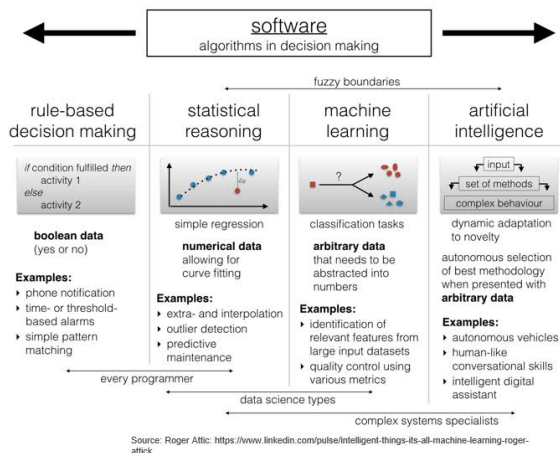 software
algorithms in decision making
fuzzy boundaries
rule-based
decision making
if condition fulfilled then
activity 1
else
activity 2
boolean data
(yes or no)
Examples:
phone notification
time- or threshold-
based alarms
simple pattern
matching
statistical
reasoning
Δy
simple regression
numerical data
allowing for
curve fitting
Examples:
extra- and interpolation
outlier detection
predictive
maintenance
machine
learning
?
classification tasks
arbitrary data
that needs to be
abstracted into
numbers
Examples:
identification of
relevant features from
large input datasets
quality control using
various metrics
artificial
intelligence
input
set of methods
complex behaviour
dynamic adaptation
to novelty
autonomous selection
of best methodology
when presented with
arbitrary data
Examples:
autonomous vehicles
human-like
conversational skills
intelligent digital
assistant
every programmer
data science types
complex systems specialists
Source: Roger Attic: https://www.linkedin.com/pulse/intelligent-things-its-all-machine-learning-roger-
attick